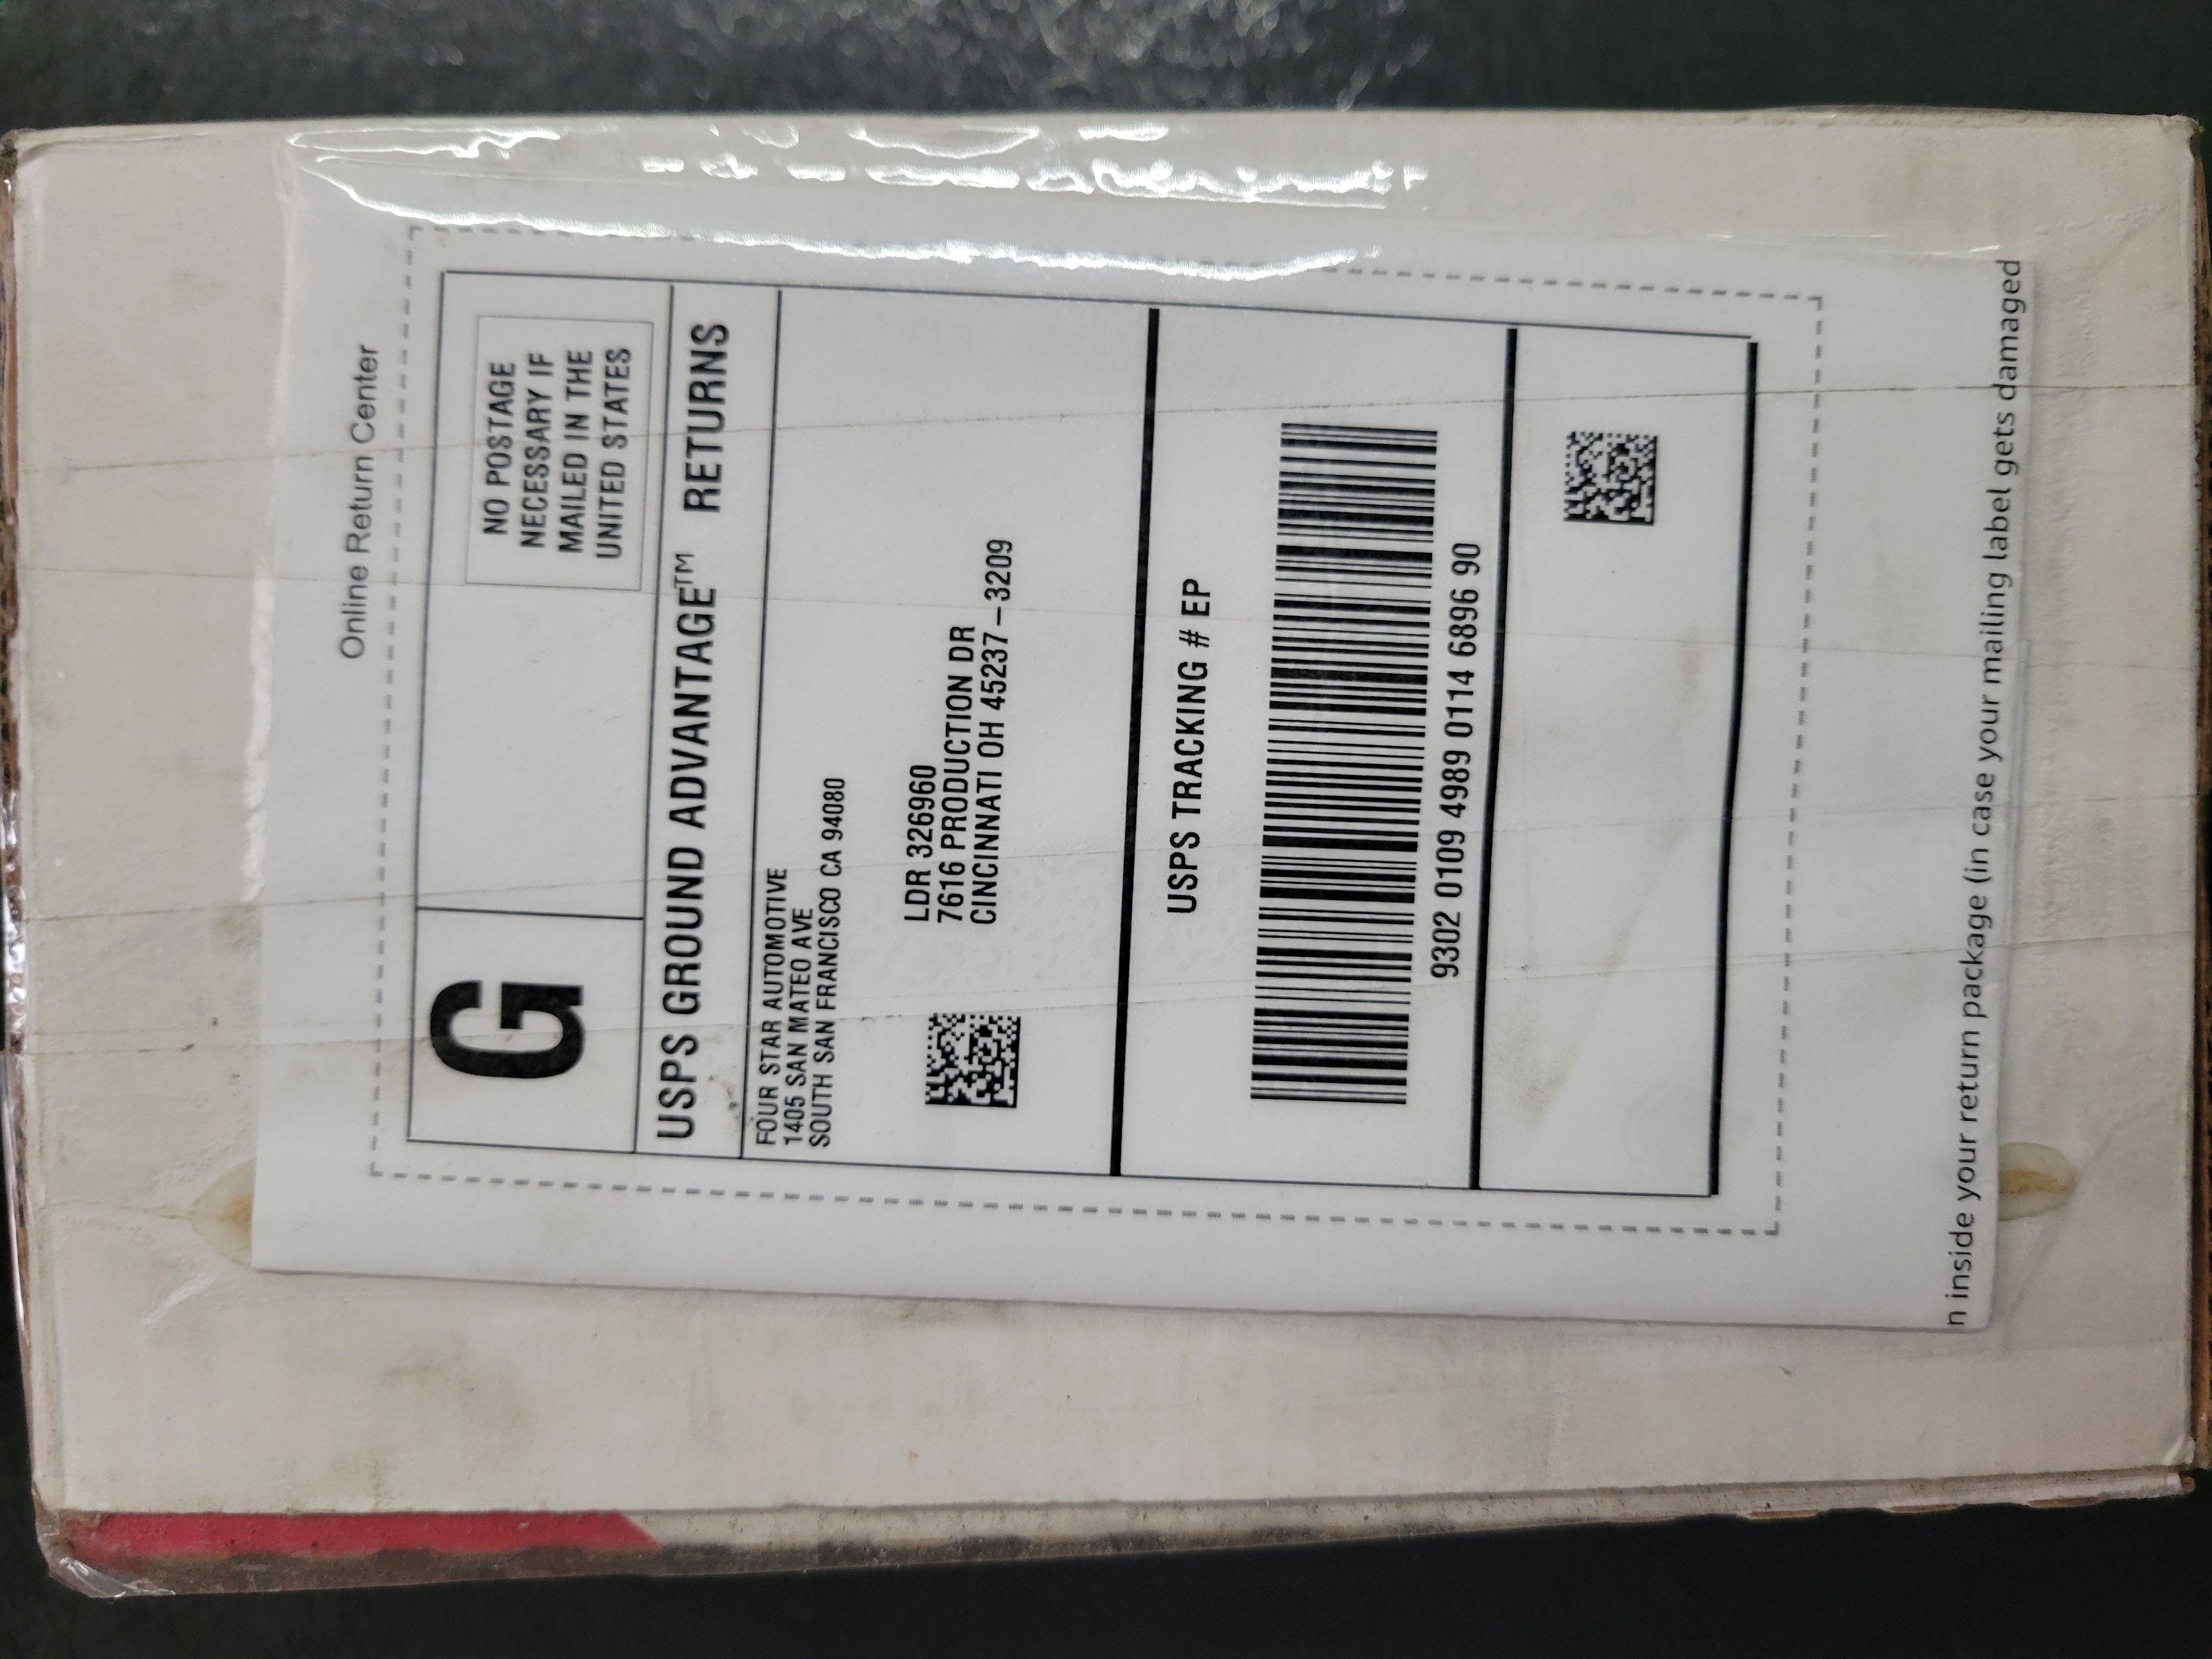 Online Return Center
G
NO POSTAGE
NECESSARY IF
MAILED IN THE
UNITED STATES
USPS GROUND ADVANTAGE™ RETURNS
FOUR STAR AUTOMOTIVE
1405 SAN MATEO AVE
SOUTH SAN FRANCISCO CA 94080
LDR 326960
7616 PRODUCTION DR
CINCINNATI OH 45237-3209
USPS TRACKING # EP
9302 0109 4989 0114 6896 90
n inside your return package (in case your mailing label gets damaged